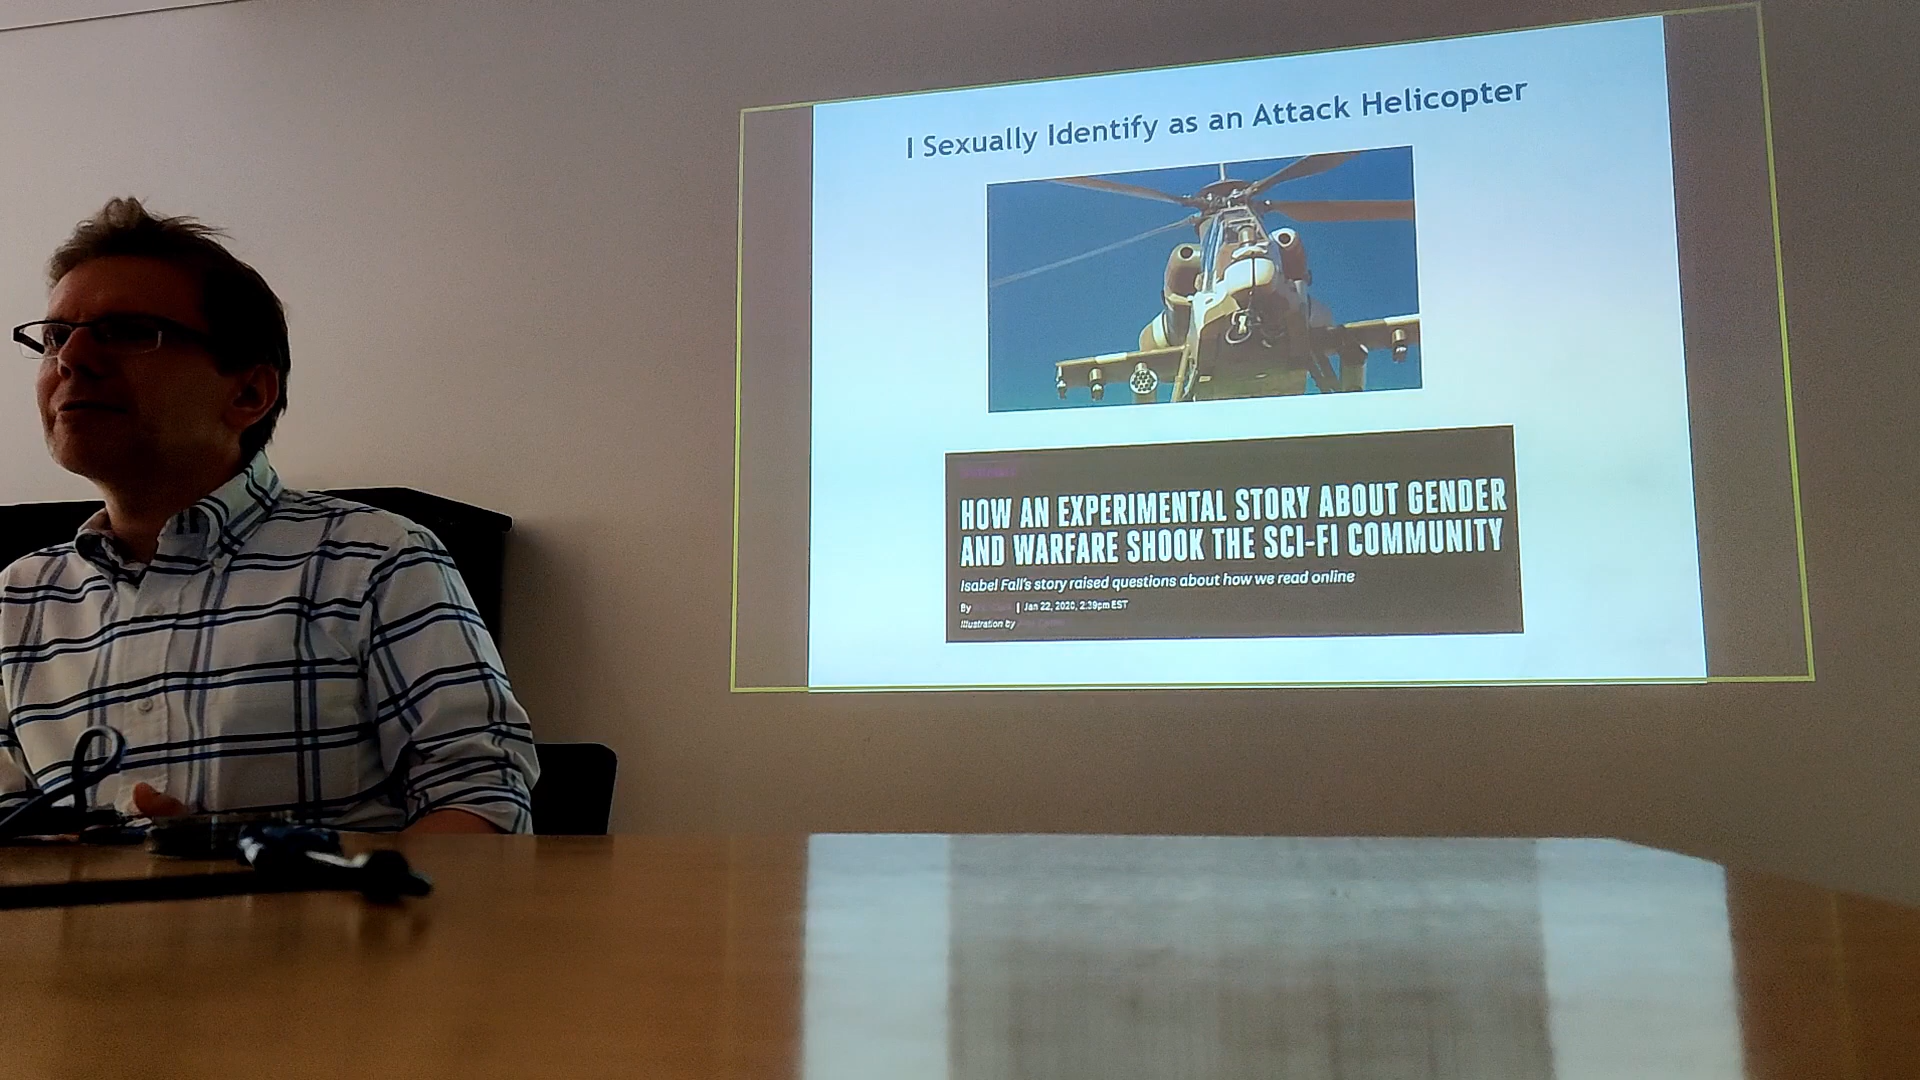 I Sexually Identify as an Attack Helicopter
HOW AN EXPERIMENTAL STORY ABOUT GENDER
AND WARFARE SHOOK THE SCI-FI COMMUNITY
Isabel Fall's story raised questions about how we read online
By | Jan 22, 2020, 2:39pm EST
Illustration by